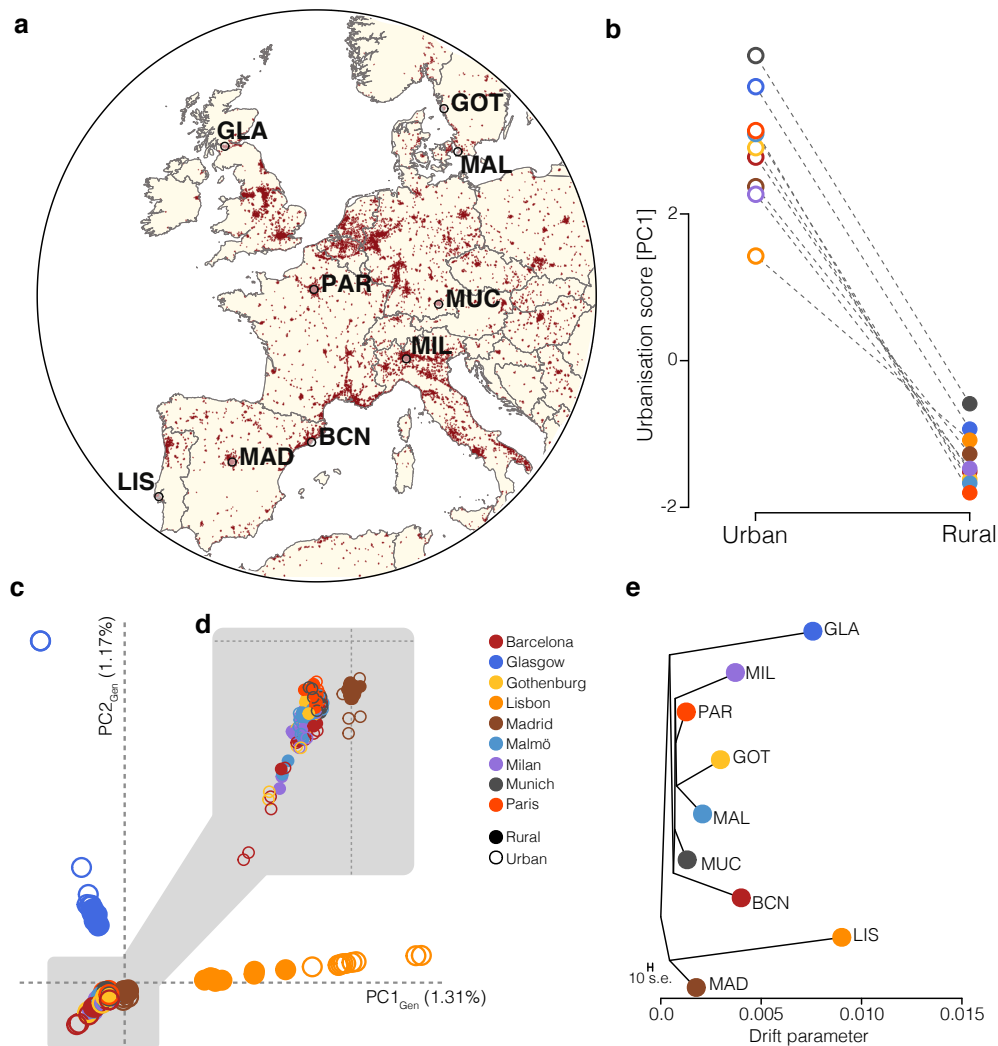 a
GLA
GOT
MAL
PAR
MUC
MIL
BCN
MAD
LIS
b
Urbanisation score [PC1]
2
0
-2
Urban
Rural
c
PC2Gen (1.17%)
PC1Gen (1.31%)
d
Barcelona
Glasgow
Gothenburg
Lisbon
Madrid
Malmö
Milan
Munich
Paris
Rural
Urban
e
GLA
MIL
PAR
GOT
MAL
MUC
BCN
LIS
MAD
10 s.e.
0.0
0.005
0.010
0.015
Drift parameter